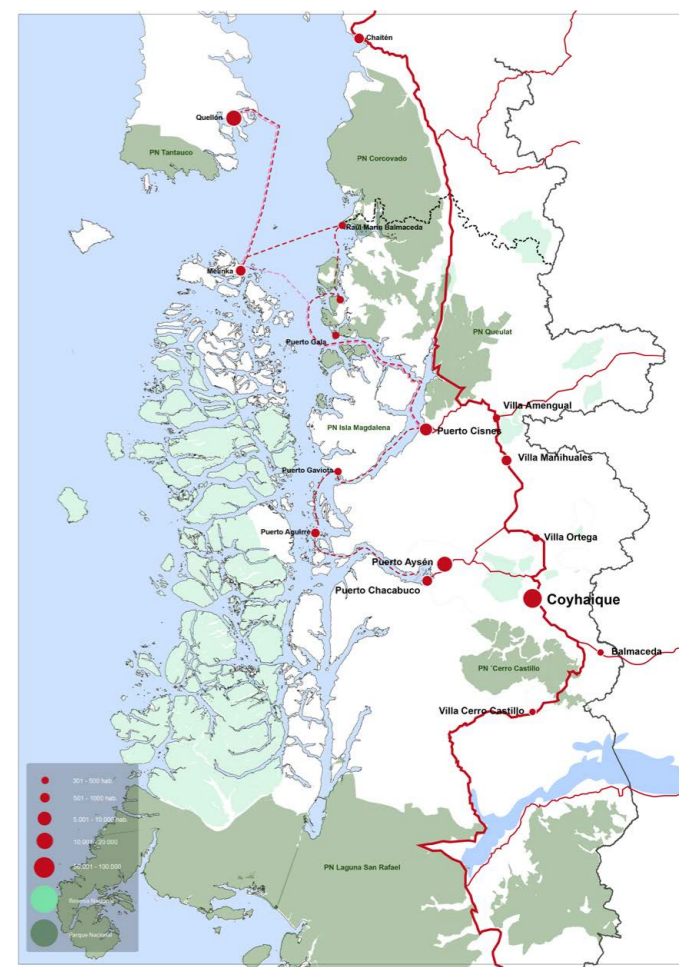 Chaitén
Quellón
PN Tantauco
PN Corcovado
Raúl Marín Balmaceda
Melinka
PN Queulat
Puerto Gala
Villa Amengual
PN Isla Magdalena
Puerto Cisnes
Villa Mañihuales
Puerto Gaviota
Puerto Aguirre
Villa Ortega
Puerto Aysén
Puerto Chacabuco
Coyhaique
Balmaceda
PN ¨Cerro Castillo
Villa Cerro Castillo
301 - 500 hab
501 - 1000 hab
5.001 - 10.000 hab
10.001 - 20.000
50.001 - 100.000
Reserva Nacional
Parque Nacional
PN Laguna San Rafael